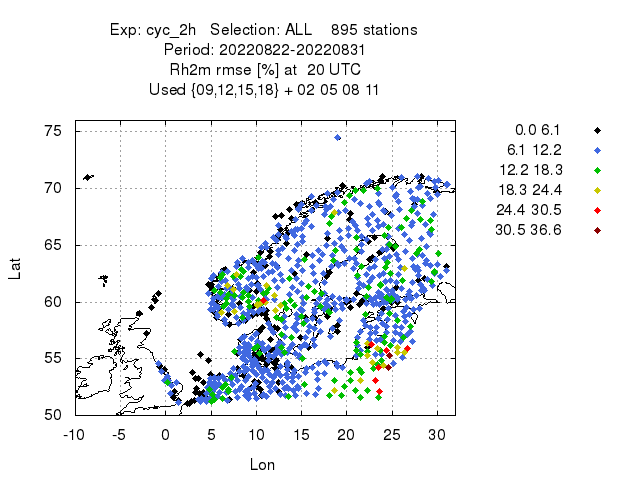 Exp: cyc_2h Selection: ALL 895 stations
Period: 20220822-20220831
Rh2m rmse [%] at 20 UTC
Used {09,12,15,18} + 02 05 08 11
0.0 6.1
6.1 12.2
12.2 18.3
18.3 24.4
24.4 30.5
30.5 36.6
75
70
65
60
55
50
Lat
-10 -5 0 5 10 15 20 25 30
Lon